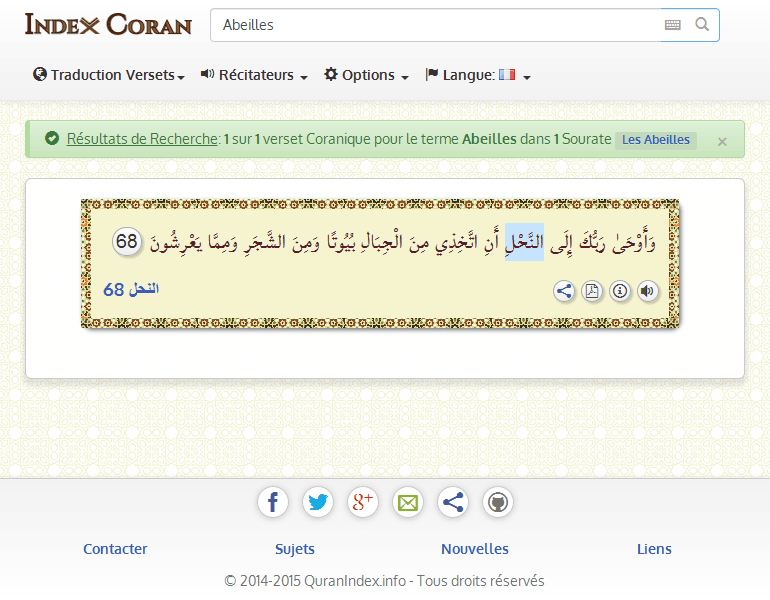 Index Coran
Abeilles
Traduction Versets Récitateurs Options Langue:
Résultats de Recherche: 1 sur 1 verset Coranique pour le terme Abeilles dans 1 Sourate Les Abeilles ×
وَأَوْحَىٰ رَبُّكَ إِلَى النَّحْلِ أَنِ اتَّخِذِي مِنَ الْجِبَالِ بُيُوتًا وَمِنَ الشَّجَرِ وَمِمَّا يَعْرِشُونَ 68
النحل 68
Contacter Sujets Nouvelles Liens
© 2014-2015 QuranIndex.info - Tous droits réservés